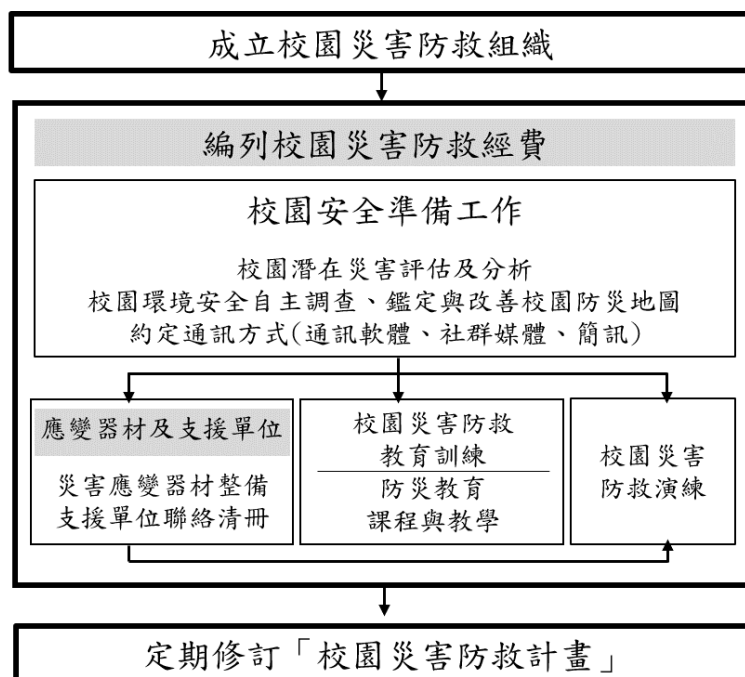 成立校園災害防救組織
編列校園災害防救經費
校園安全準備工作
校園潛在災害評估及分析
校園環境安全自主調查、鑑定與改善校園防災地圖
約定通訊方式(通訊軟體、社群媒體、簡訊)
應變器材及支援單位
災害應變器材整備
支援單位聯絡清冊
校園災害防救
教育訓練
防災教育
課程與教學
校園災害
防救演練
定期修訂「校園災害防救計畫」